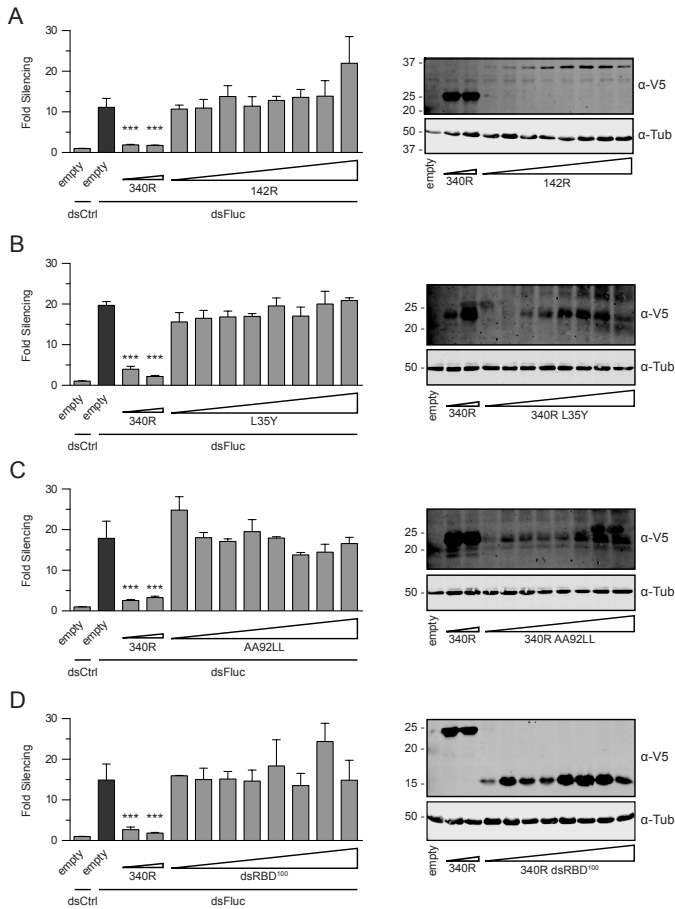 A
Fold Silencing
30
20
10
0
*** ***
empty
empty
340R
142R
dsCtrl
dsFluc
37
25
20
α-V5
50
37
α-Tub
empty
340R
142R
B
Fold Silencing
30
20
10
0
*** ***
empty
empty
340R
L35Y
dsCtrl
dsFluc
25
20
α-V5
50
α-Tub
empty
340R
340R L35Y
C
Fold Silencing
30
20
10
0
*** ***
empty
empty
340R
AA92LL
dsCtrl
dsFluc
25
20
α-V5
50
α-Tub
empty
340R
340R AA92LL
D
Fold Silencing
30
20
10
0
*** ***
empty
empty
340R
dsRBD¹⁰⁰
dsCtrl
dsFluc
25
20
15
α-V5
50
α-Tub
empty
340R
340R dsRBD¹⁰⁰